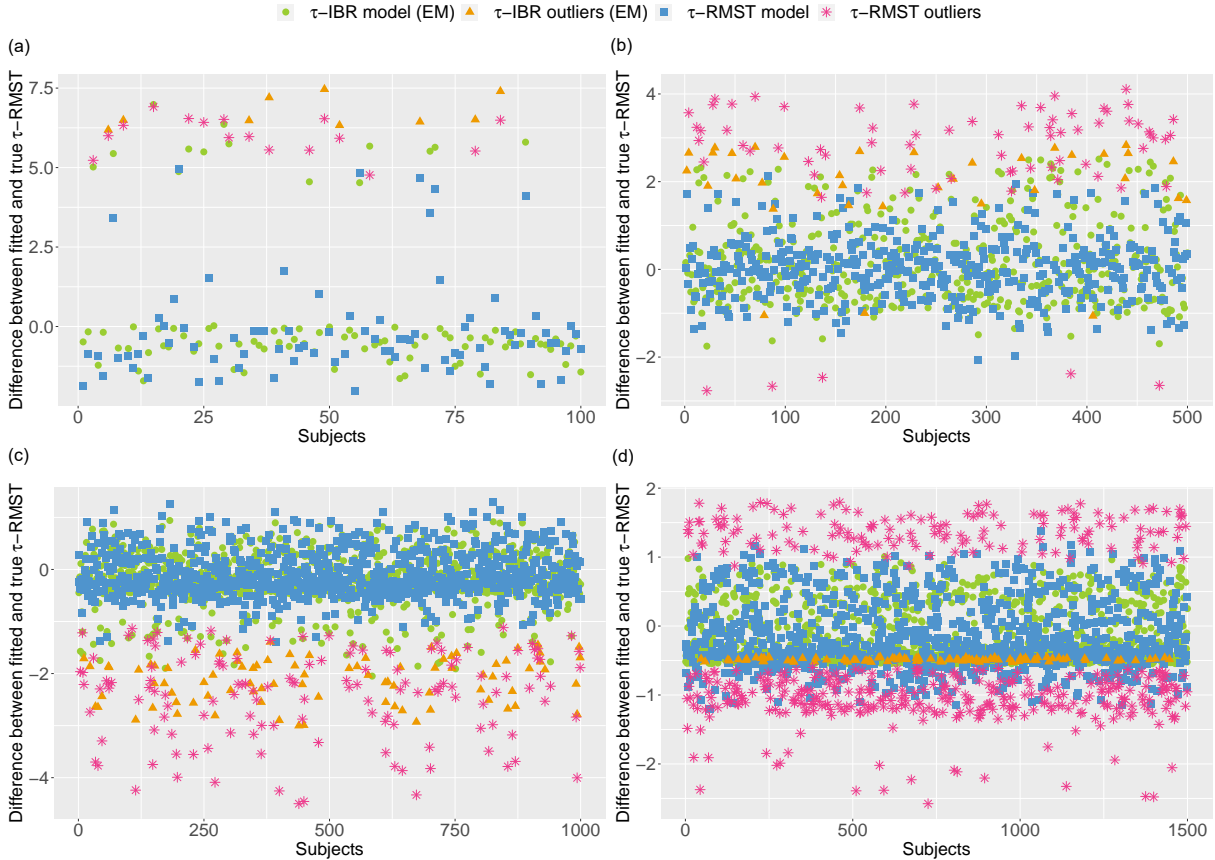 τ−IBR model (EM) τ−IBR outliers (EM) τ−RMST model τ−RMST outliers
(a)
Difference between fitted and true τ−RMST
7.5
5.0
2.5
0.0
0 25 50 75 100
Subjects
(b)
Difference between fitted and true τ−RMST
4
2
0
−2
0 100 200 300 400 500
Subjects
(c)
Difference between fitted and true τ−RMST
0
−2
−4
0 250 500 750 1000
Subjects
(d)
Difference between fitted and true τ−RMST
2
1
0
−1
−2
0 500 1000 1500
Subjects